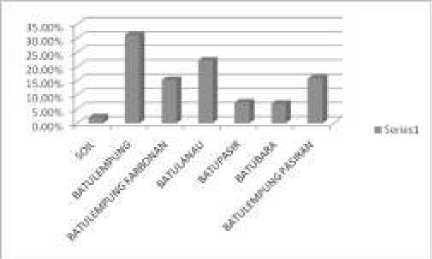 35.00%
30.00%
25.00%
20.00%
15.00%
10.00%
5.00%
0.00%
SOIL
BATULEMPUNG
BATULEMPUNG KARBONAN
BATULANAU
BATUPASIR
BATUBARA
BATULEMPUNG PASIRAN
Series1